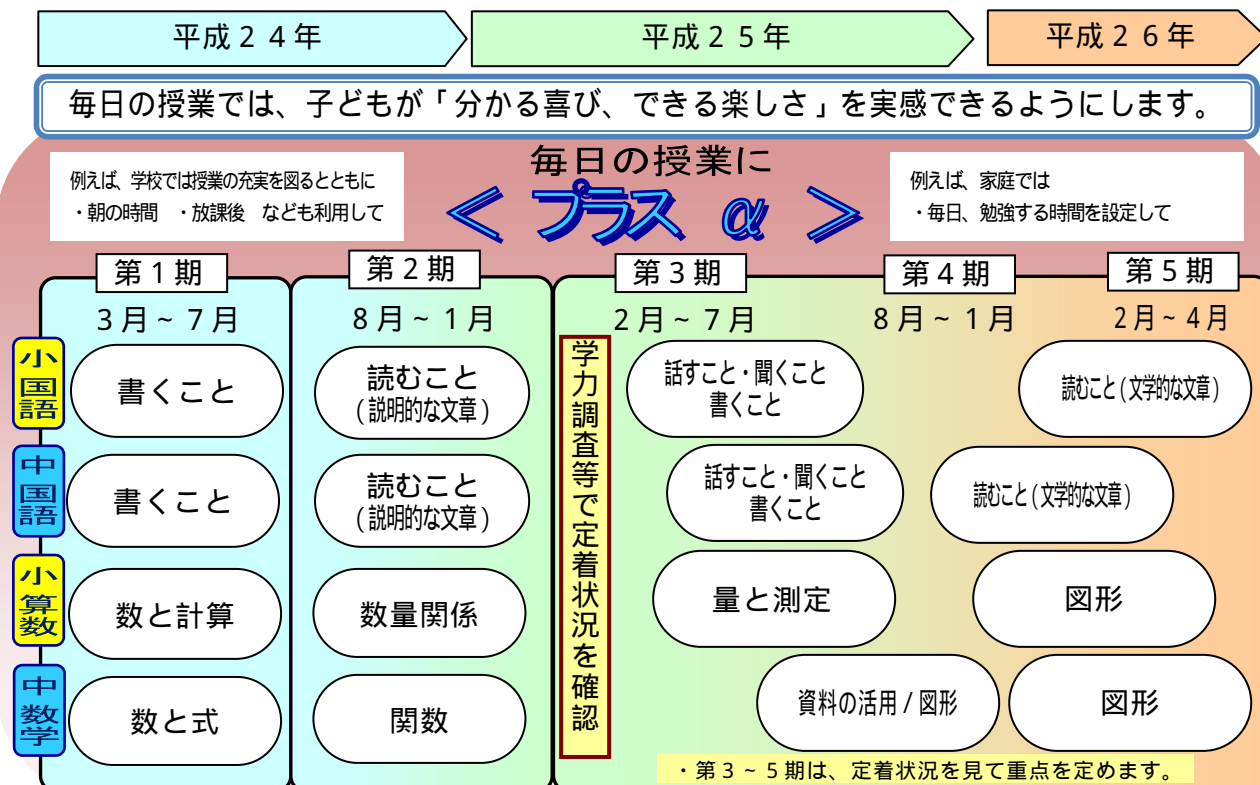 平成２４年
平成２５年
平成２６年
毎日の授業では、子どもが「分かる喜び、できる楽しさ」を実感できるようにします。
例えば、学校では授業の充実を図るとともに
・朝の時間　・放課後　なども利用して
毎日の授業に
＜ プラス α ＞
例えば、家庭では
・毎日、勉強する時間を設定して
第１期
第２期
第３期
第４期
第５期
３月～７月
８月～１月
２月～７月
８月～１月
２月～４月
小国語
書くこと
読むこと
(説明的な文章)
学力調査等で定着状況を確認
話すこと・聞くこと
書くこと
読むこと(文学的な文章)
中国語
書くこと
読むこと
(説明的な文章)
話すこと・聞くこと
書くこと
読むこと(文学的な文章)
小算数
数と計算
数量関係
量と測定
図形
中数学
数と式
関数
資料の活用/図形
図形
・第３～５期は、定着状況を見て重点を定めます。